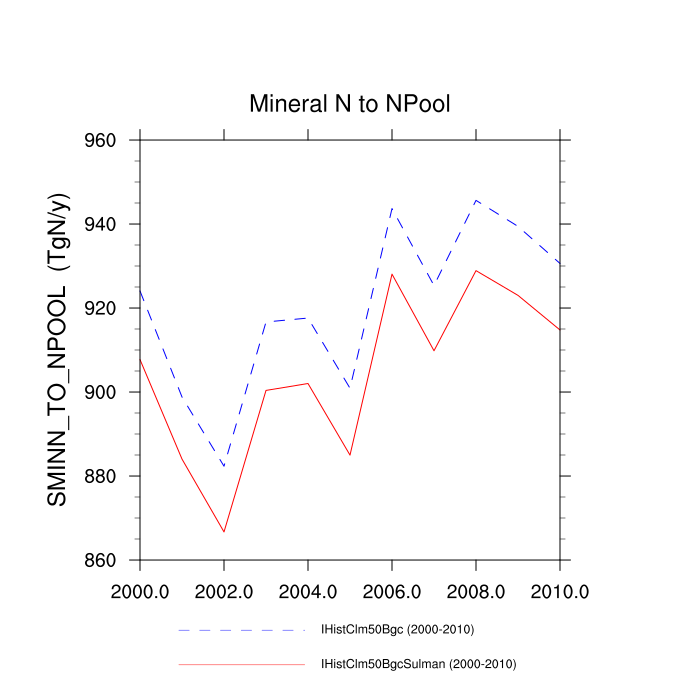 Mineral N to NPool
SMINN_TO_NPOOL (TgN/y)
960
940
920
900
880
860
2000.0 2002.0 2004.0 2006.0 2008.0 2010.0
IHistClm50Bgc (2000-2010)
IHistClm50BgcSulman (2000-2010)